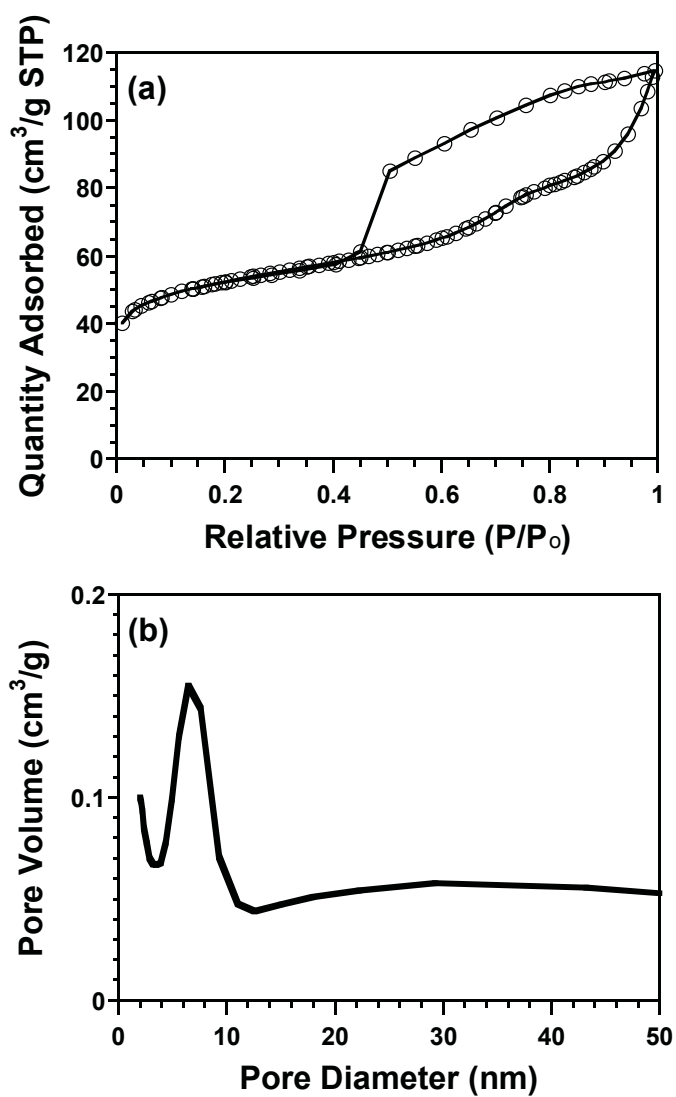 (a)
Quantity Adsorbed (cm³/g STP)
120
100
80
60
40
20
0
0 0.2 0.4 0.6 0.8 1
Relative Pressure (P/Po)
(b)
Pore Volume (cm³/g)
0.2
0.1
0
0 10 20 30 40 50
Pore Diameter (nm)